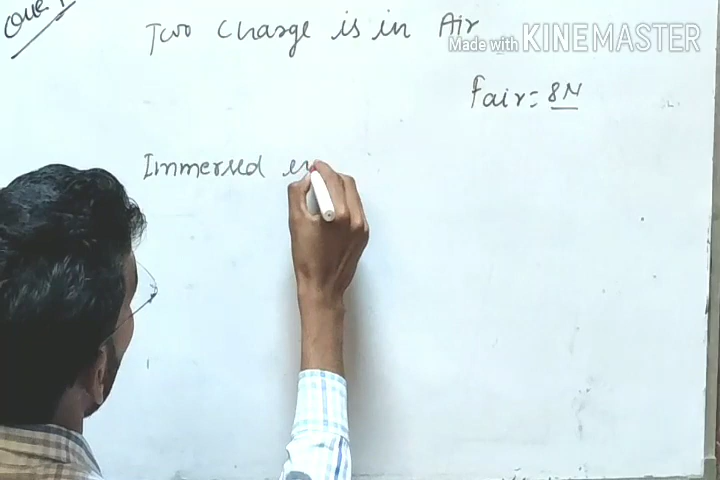 Que 1
Two Charge is in Air
Made with KINEMASTER
Fair = 8N
Immersed in